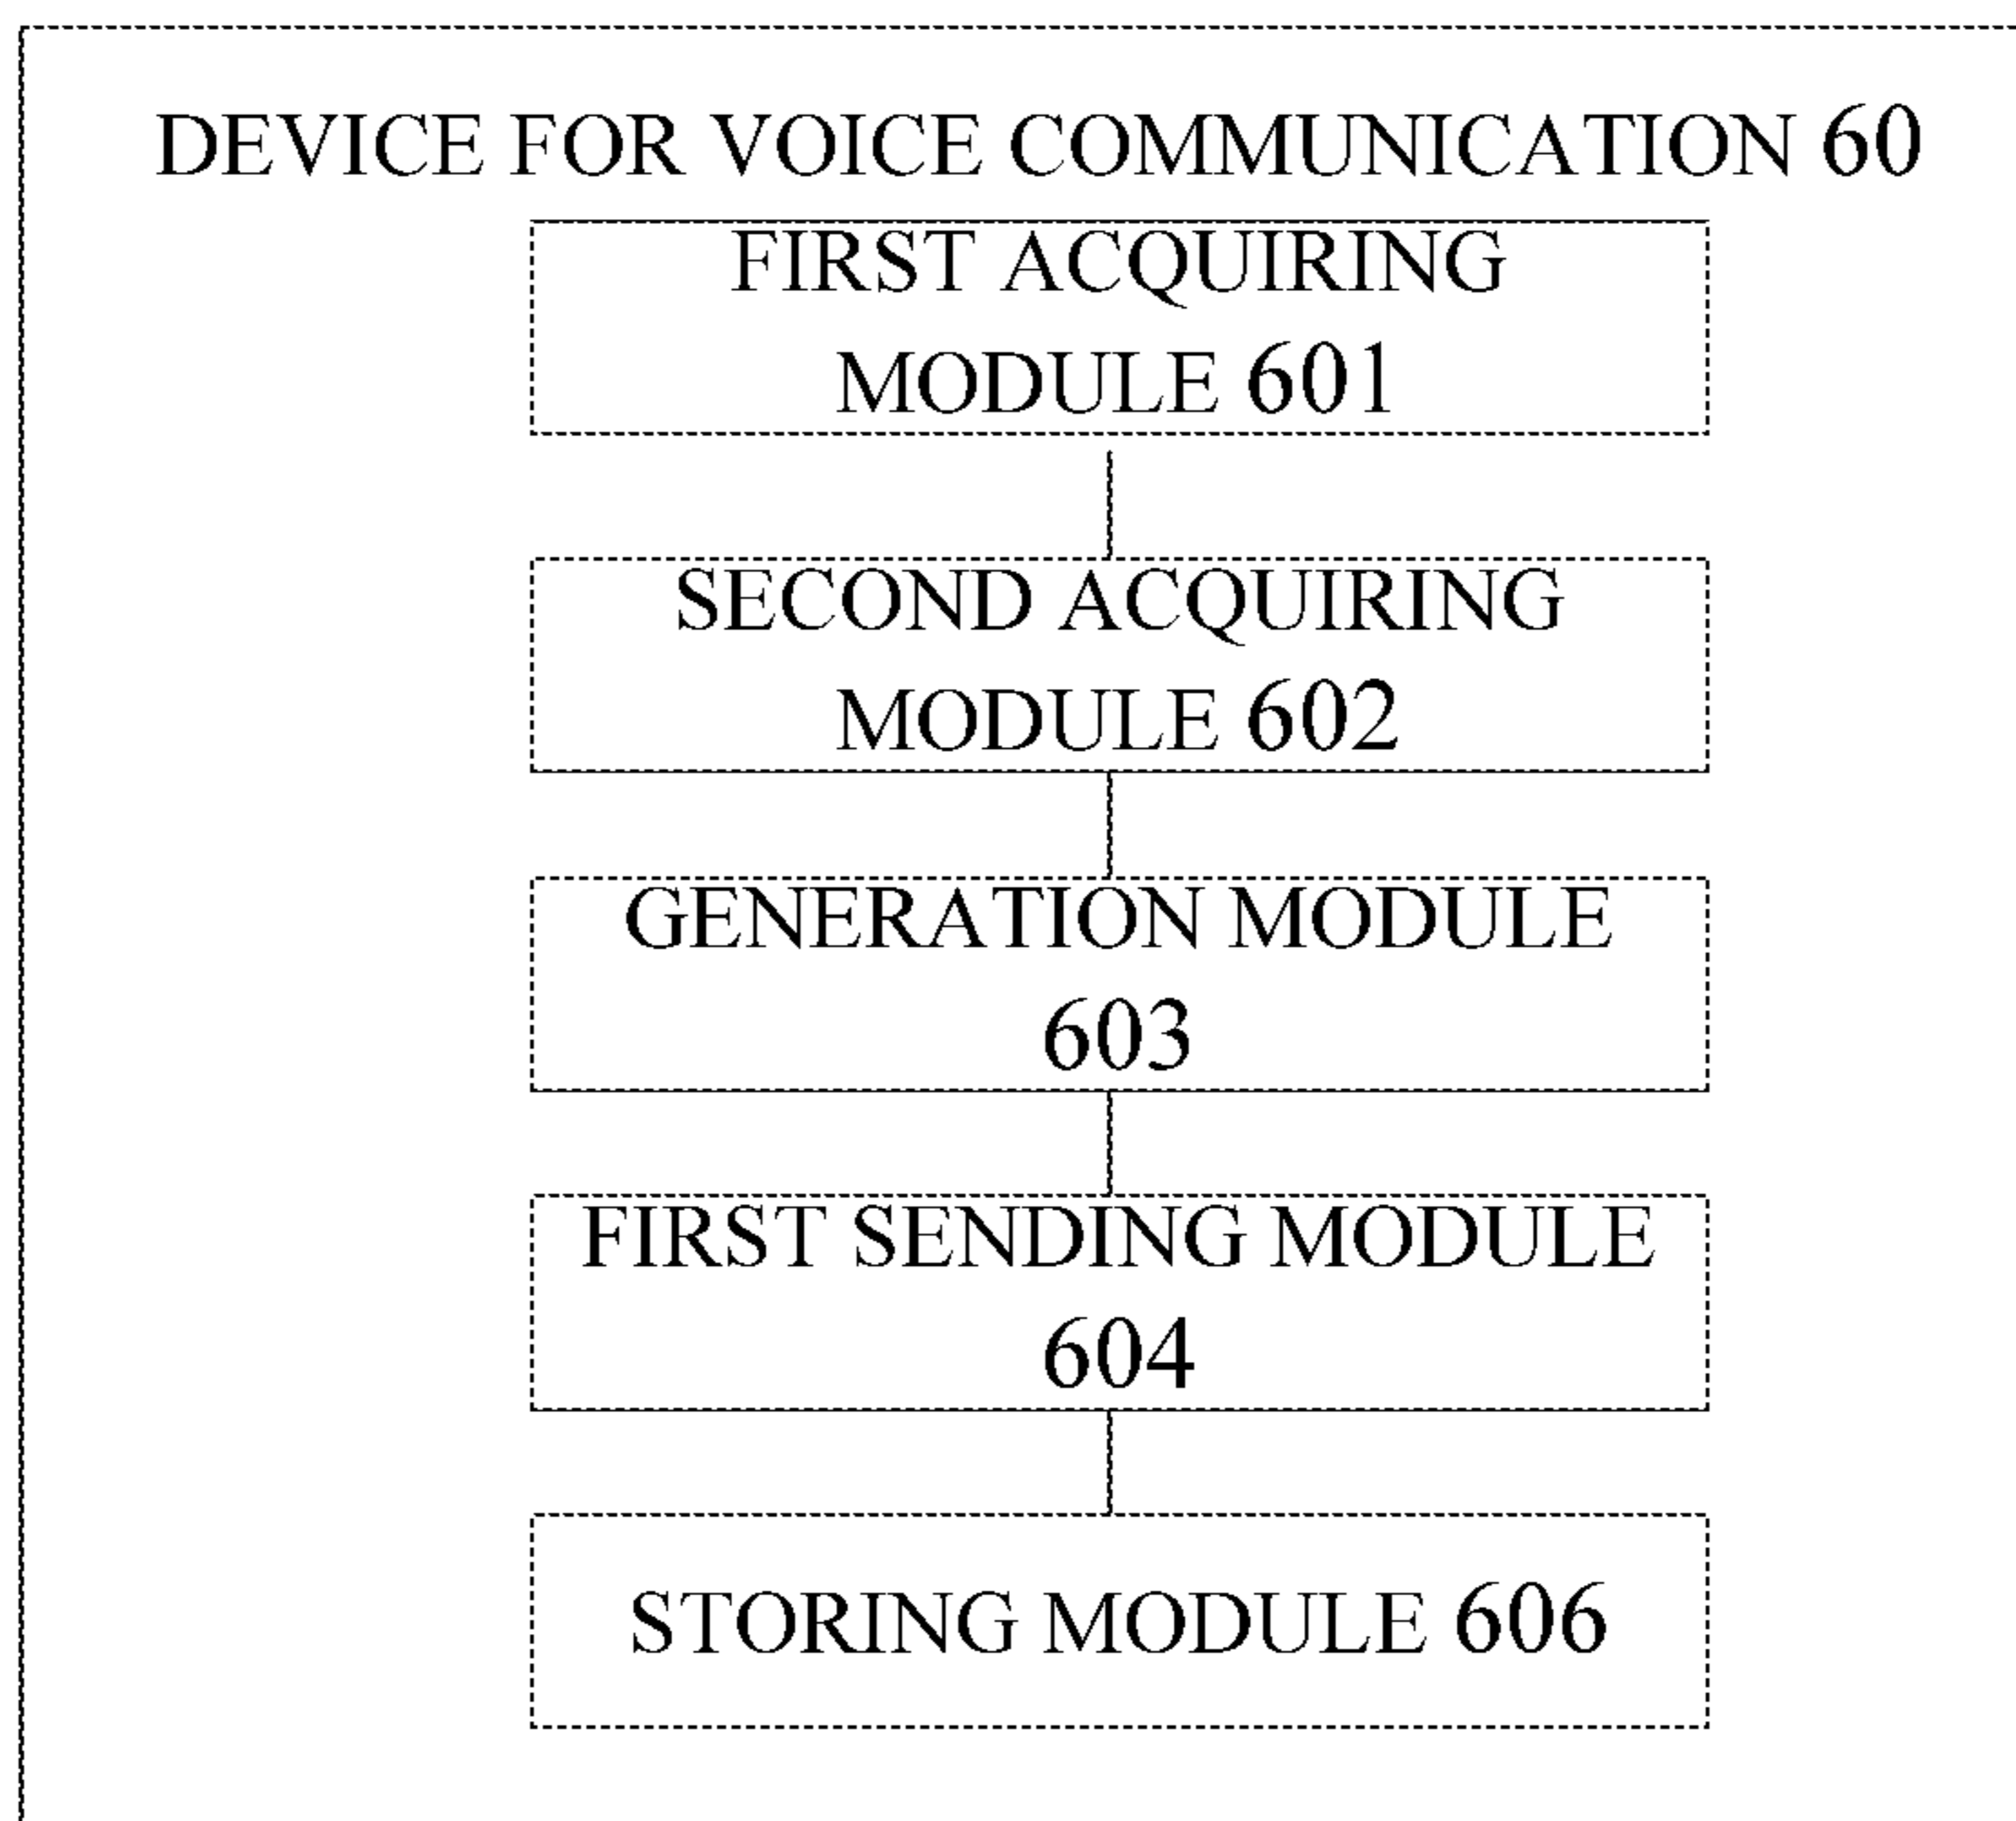 DEVICE FOR VOICE COMMUNICATION 60
FIRST ACQUIRING
MODULE 601
SECOND ACQUIRING
MODULE 602
GENERATION MODULE
603
FIRST SENDING MODULE
604
STORING MODULE 606